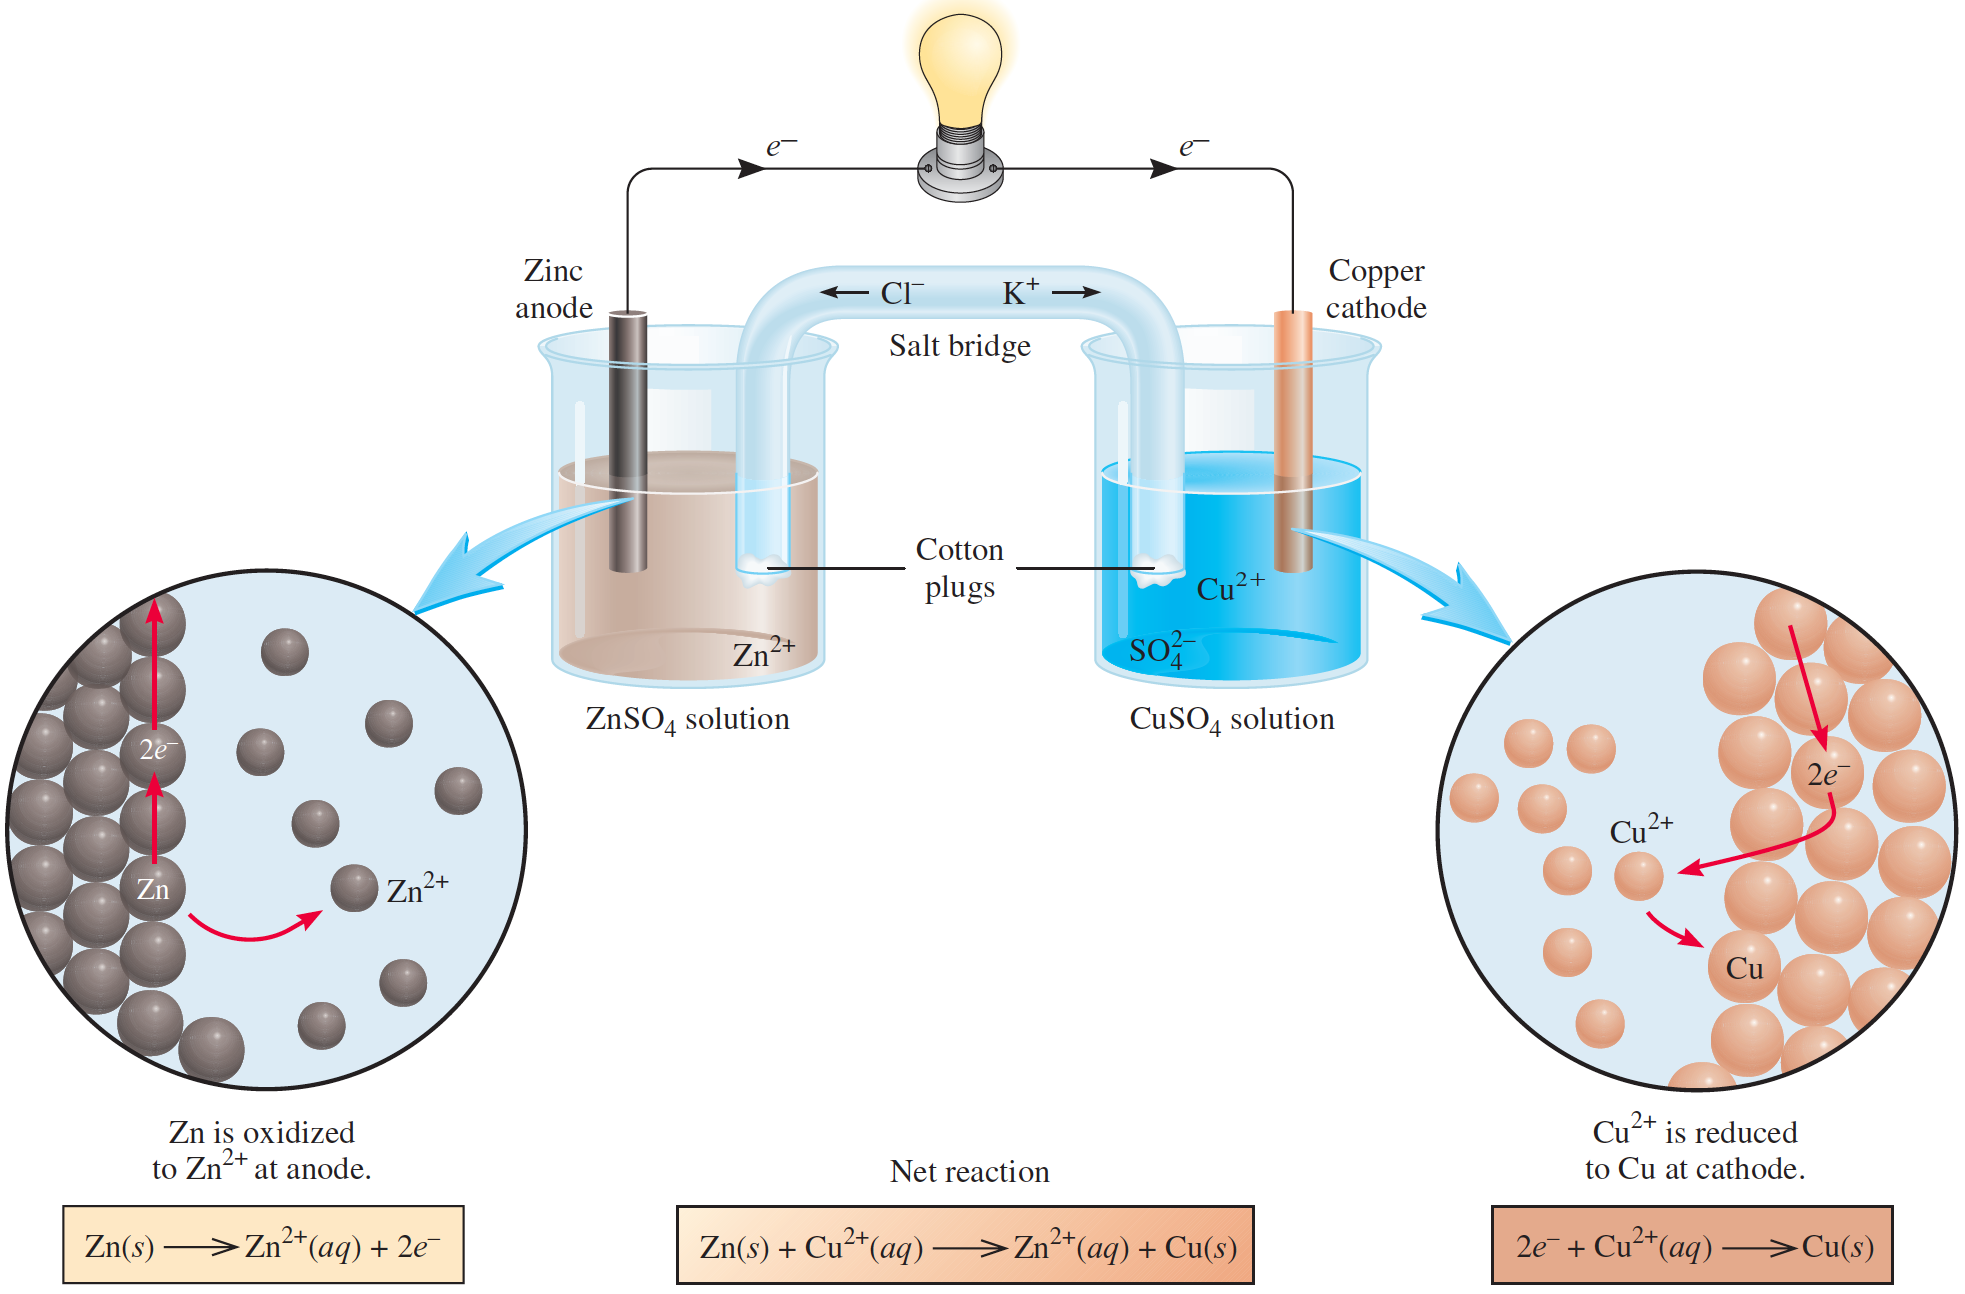 e⁻
e⁻
Zinc
anode
Cl⁻
K⁺
Copper
cathode
Salt bridge
Cotton
plugs
Cu²⁺
Zn²⁺
SO₄²⁻
ZnSO₄ solution
CuSO₄ solution
2e⁻
Zn
Zn²⁺
2e⁻
Cu²⁺
Cu
Zn is oxidized
to Zn²⁺ at anode.
Net reaction
Cu²⁺ is reduced
to Cu at cathode.
Zn(s) ⟶ Zn²⁺(aq) + 2e⁻
Zn(s) + Cu²⁺(aq) ⟶ Zn²⁺(aq) + Cu(s)
2e⁻ + Cu²⁺(aq) ⟶ Cu(s)